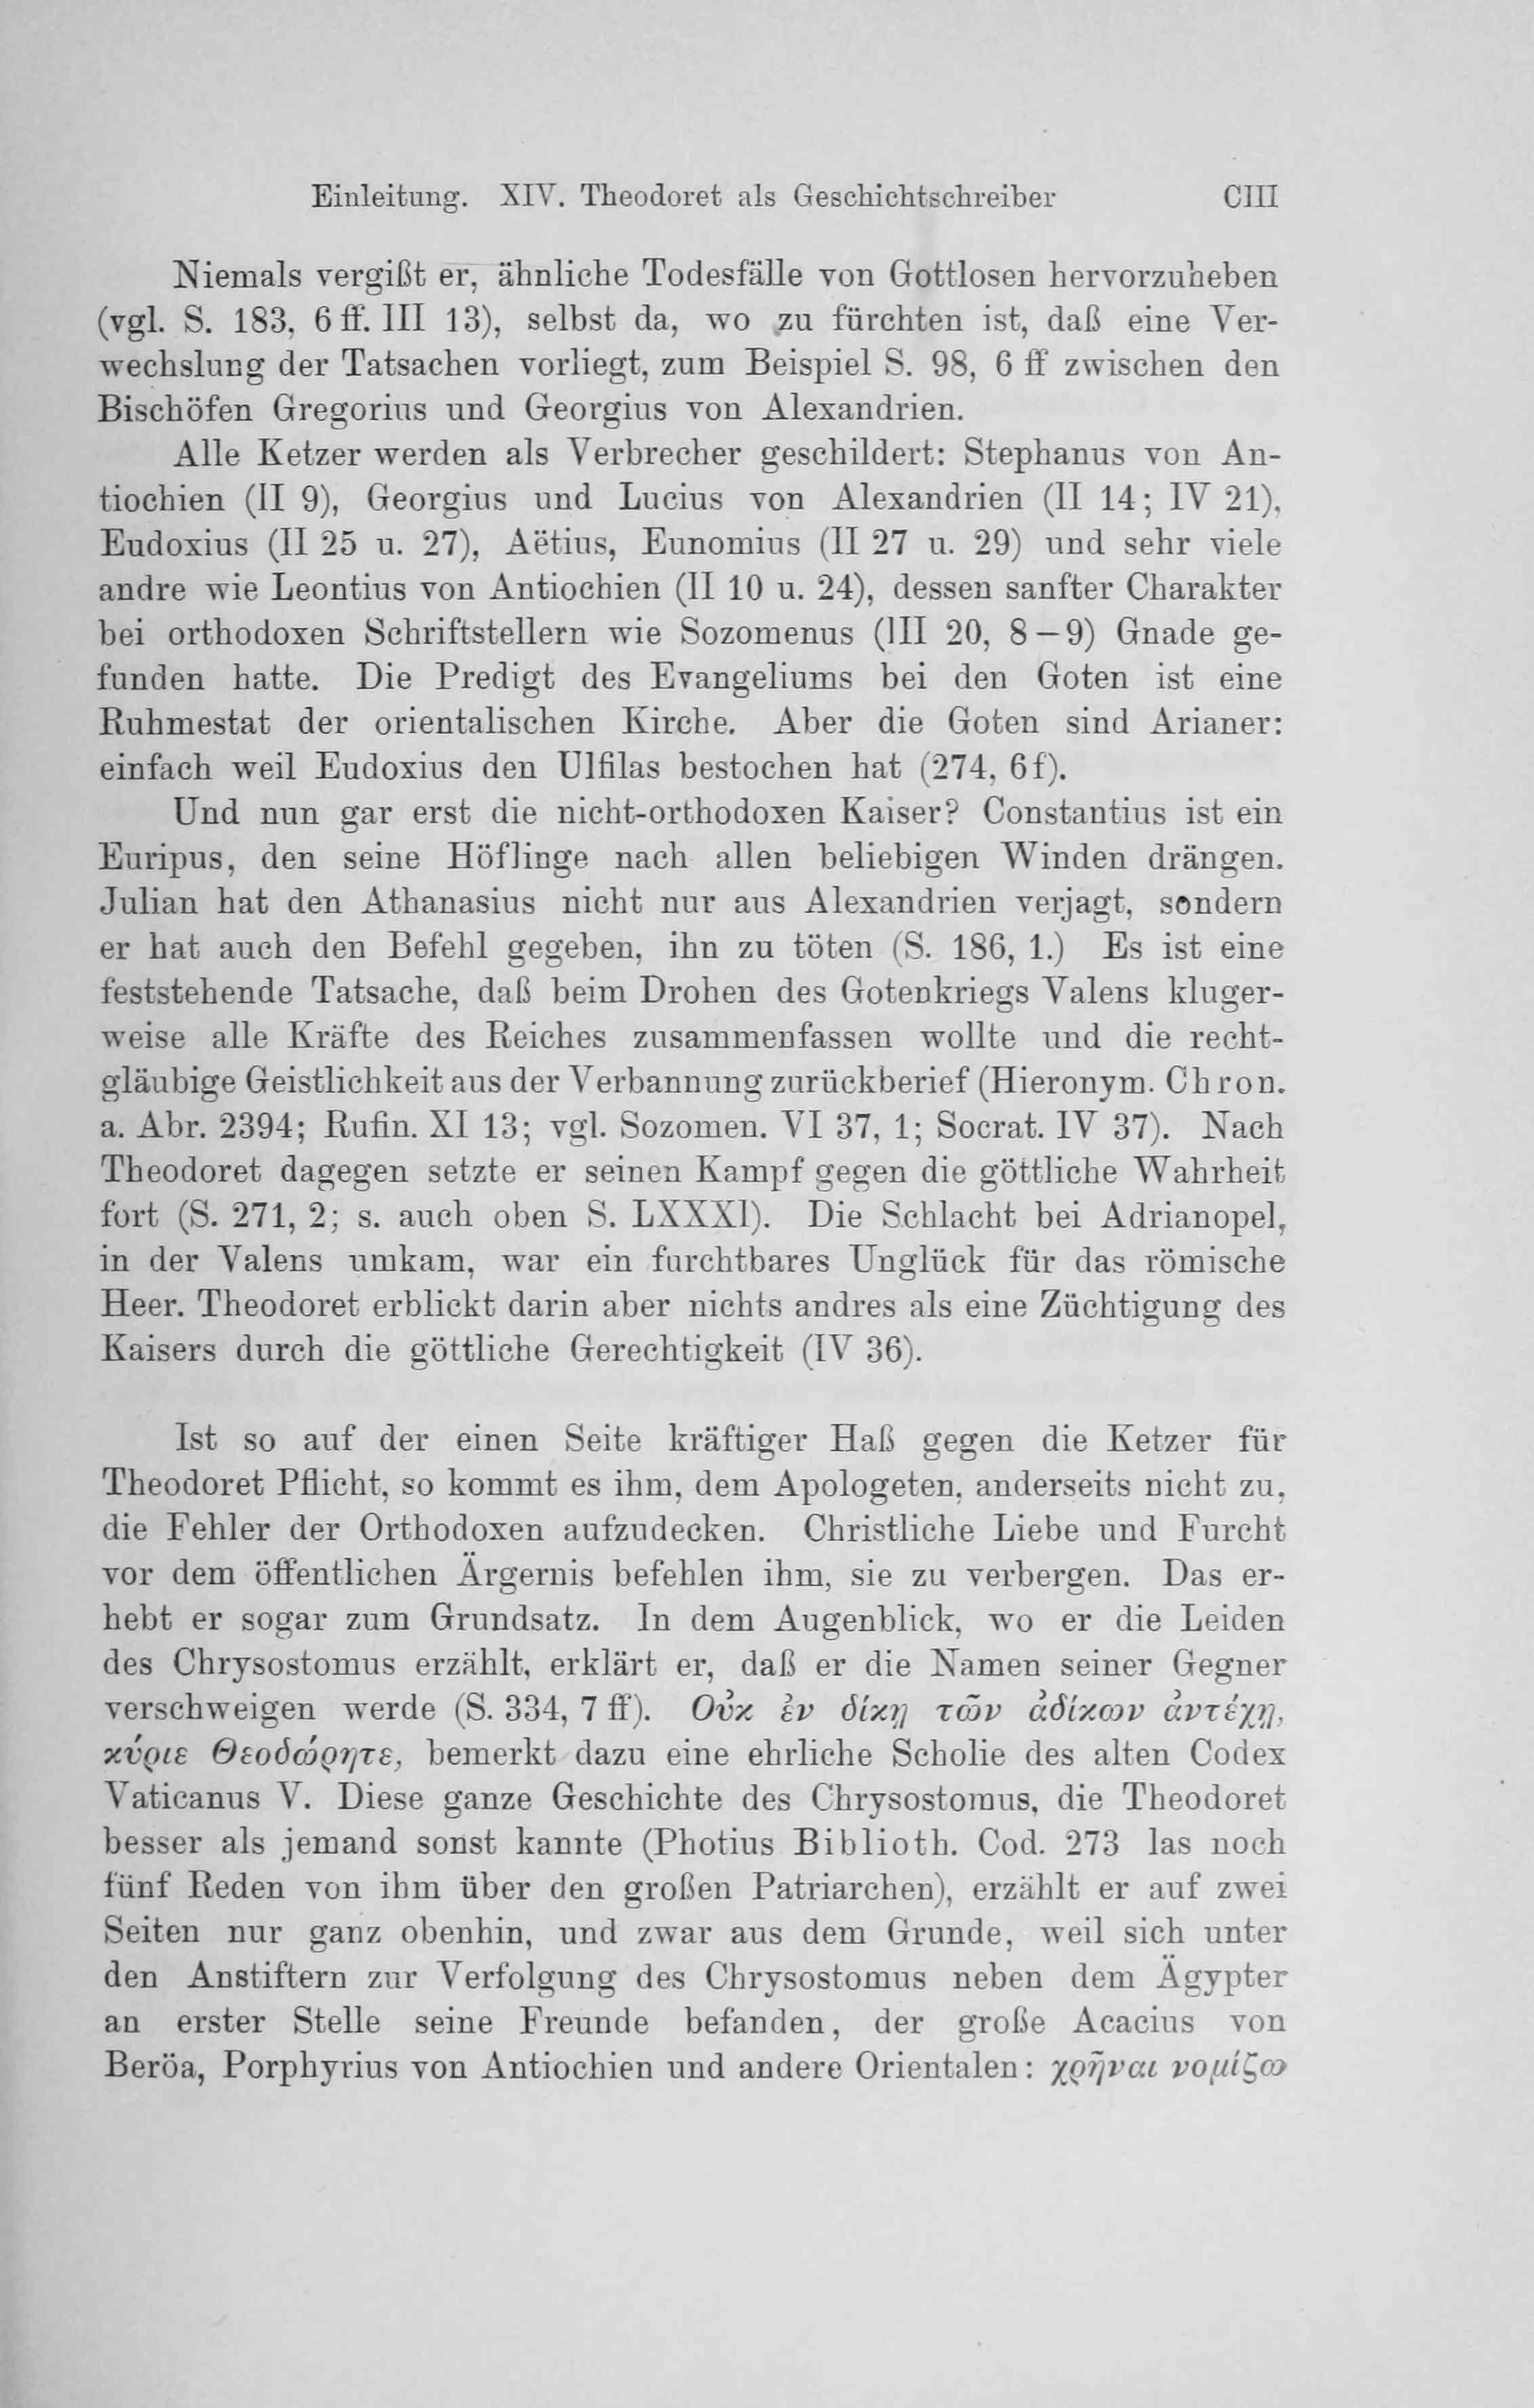 Einleitung. XIV. Theodoret als Geschichtschreiber CIII
Niemals vergißt er, ähnliche Todesfälle von Gottlosen hervorzuheben
(vgl. S. 183, 6 ff. III 13), selbst da, wo zu fürchten ist, daß eine Ver-
wechslung der Tatsachen vorliegt, zum Beispiel S. 98, 6 ff zwischen den
Bischöfen Gregorius und Georgius von Alexandrien.
Alle Ketzer werden als Verbrecher geschildert: Stephanus von An-
tiochien (II 9), Georgius und Lucius von Alexandrien (II 14; IV 21),
Eudoxius (II 25 u. 27), Aëtius, Eunomius (II 27 u. 29) und sehr viele
andre wie Leontius von Antiochien (II 10 u. 24), dessen sanfter Charakter
bei orthodoxen Schriftstellern wie Sozomenus (III 20, 8–9) Gnade ge-
funden hatte. Die Predigt des Evangeliums bei den Goten ist eine
Ruhmestat der orientalischen Kirche. Aber die Goten sind Arianer:
einfach weil Eudoxius den Ulfilas bestochen hat (274, 6 f).
Und nun gar erst die nicht-orthodoxen Kaiser? Constantius ist ein
Euripus, den seine Höflinge nach allen beliebigen Winden drängen.
Julian hat den Athanasius nicht nur aus Alexandrien verjagt, sondern
er hat auch den Befehl gegeben, ihn zu töten (S. 186, 1.) Es ist eine
feststehende Tatsache, daß beim Drohen des Gotenkriegs Valens kluger-
weise alle Kräfte des Reiches zusammenfassen wollte und die recht-
gläubige Geistlichkeit aus der Verbannung zurückberief (Hieronym. Chron.
a. Abr. 2394; Rufin. XI 13; vgl. Sozomen. VI 37, 1; Socrat. IV 37). Nach
Theodoret dagegen setzte er seinen Kampf gegen die göttliche Wahrheit
fort (S. 271, 2; s. auch oben S. LXXXI). Die Schlacht bei Adrianopel,
in der Valens umkam, war ein furchtbares Unglück für das römische
Heer. Theodoret erblickt darin aber nichts andres als eine Züchtigung des
Kaisers durch die göttliche Gerechtigkeit (IV 36).
Ist so auf der einen Seite kräftiger Haß gegen die Ketzer für
Theodoret Pflicht, so kommt es ihm, dem Apologeten, anderseits nicht zu,
die Fehler der Orthodoxen aufzudecken. Christliche Liebe und Furcht
vor dem öffentlichen Ärgernis befehlen ihm, sie zu verbergen. Das er-
hebt er sogar zum Grundsatz. In dem Augenblick, wo er die Leiden
des Chrysostomus erzählt, erklärt er, daß er die Namen seiner Gegner
verschweigen werde (S. 334, 7 ff). Οὐκ ἐν δίκῃ τῶν ἀδίκων ἀντέχῃ,
κύριε Θεοδώρητε, bemerkt dazu eine ehrliche Scholie des alten Codex
Vaticanus V. Diese ganze Geschichte des Chrysostomus, die Theodoret
besser als jemand sonst kannte (Photius Biblioth. Cod. 273 las noch
fünf Reden von ihm über den großen Patriarchen), erzählt er auf zwei
Seiten nur ganz obenhin, und zwar aus dem Grunde, weil sich unter
den Anstiftern zur Verfolgung des Chrysostomus neben dem Ägypter
an erster Stelle seine Freunde befanden, der große Acacius von
Beröa, Porphyrius von Antiochien und andere Orientalen: χρῆναι νομίζω